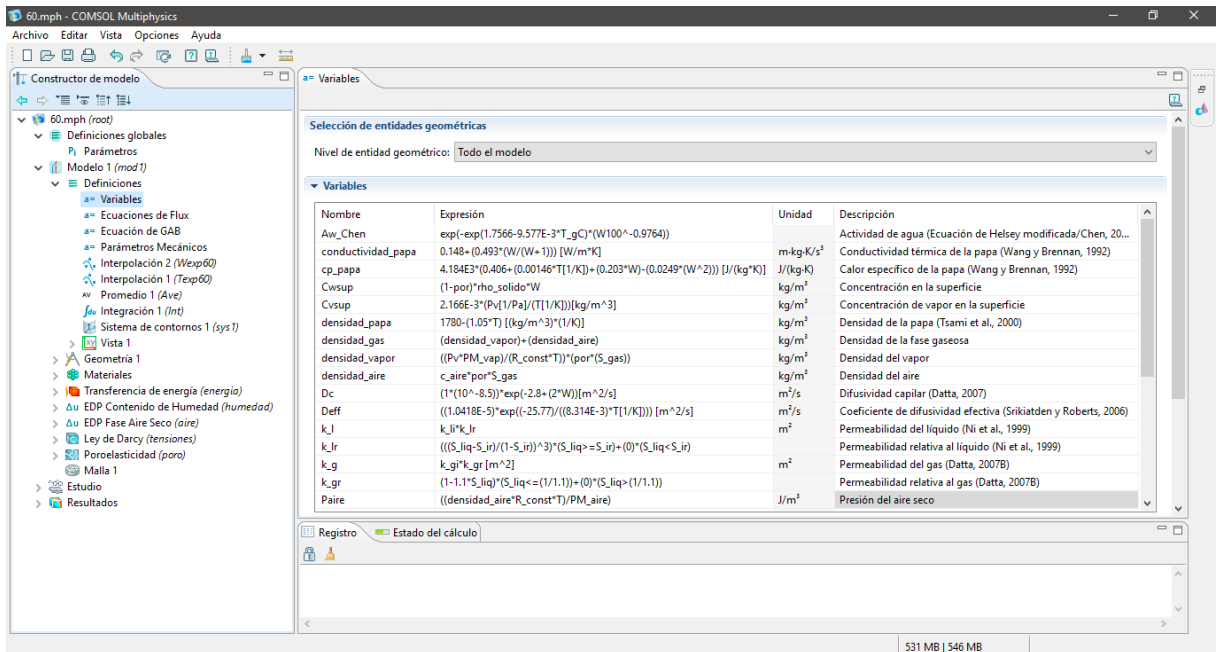 60.mph - COMSOL Multiphysics
Archivo Editar Vista Opciones Ayuda
Constructor de modelo
60.mph (root)
Definiciones globales
Pi Parámetros
Modelo 1 (mod1)
Definiciones
a= Variables
a= Ecuaciones de Flux
a= Ecuación de GAB
a= Parámetros Mecánicos
Interpolación 2 (Wexp60)
Interpolación 1 (Texp60)
AV Promedio 1 (Ave)
∫du Integración 1 (Int)
Sistema de contornos 1 (sys1)
xy Vista 1
Geometría 1
Materiales
Transferencia de energía (energia)
Δu EDP Contenido de Humedad (humedad)
Δu EDP Fase Aire Seco (aire)
Ley de Darcy (tensiones)
Poroelasticidad (poro)
Malla 1
Estudio
Resultados
a= Variables
Selección de entidades geométricas
Nivel de entidad geométrico: Todo el modelo
Variables
Nombre Expresión Unidad Descripción
Aw_Chen exp(-exp(1.7566-9.577E-3*T_gC)*(W100^-0.9764)) Actividad de agua (Ecuación de Helsey modificada/Chen, 20...
conductividad_papa 0.148+(0.493*(W/(W+1))) [W/m*K] m·kg·K/s³ Conductividad térmica de la papa (Wang y Brennan, 1992)
cp_papa 4.184E3*(0.406+(0.00146*T[1/K])+(0.203*W)-(0.0249*(W^2))) [J/(kg*K)] J/(kg·K) Calor específico de la papa (Wang y Brennan, 1992)
Cwsup (1-por)*rho_solido*W kg/m³ Concentración en la superficie
Cvsup 2.166E-3*(Pv[1/Pa]/(T[1/K]))[kg/m^3] kg/m³ Concentración de vapor en la superficie
densidad_papa 1780-(1.05*T) [(kg/m^3)*(1/K)] kg/m³ Densidad de la papa (Tsami et al., 2000)
densidad_gas (densidad_vapor)+(densidad_aire) kg/m³ Densidad de la fase gaseosa
densidad_vapor ((Pv*PM_vap)/(R_const*T))*(por*(S_gas)) kg/m³ Densidad del vapor
densidad_aire c_aire*por*S_gas kg/m³ Densidad del aire
Dc (1*(10^-8.5))*exp(-2.8+(2*W))[m^2/s] m²/s Difusividad capilar (Datta, 2007)
Deff ((1.0418E-5)*exp((-25.77)/((8.314E-3)*T[1/K]))) [m^2/s] m²/s Coeficiente de difusividad efectiva (Srikiatden y Roberts, 2006)
k_l k_li*k_lr m² Permeabilidad del líquido (Ni et al., 1999)
k_lr (((S_liq-S_ir)/(1-S_ir))^3)*(S_liq>=S_ir)+(0)*(S_liq<S_ir) Permeabilidad relativa al líquido (Ni et al., 1999)
k_g k_gi*k_gr [m^2] m² Permeabilidad del gas (Datta, 2007B)
k_gr (1-1.1*S_liq)*(S_liq<=(1/1.1))+(0)*(S_liq>(1/1.1)) Permeabilidad relativa al gas (Datta, 2007B)
Paire ((densidad_aire*R_const*T)/PM_aire) J/m³ Presión del aire seco
Registro Estado del cálculo
531 MB | 546 MB